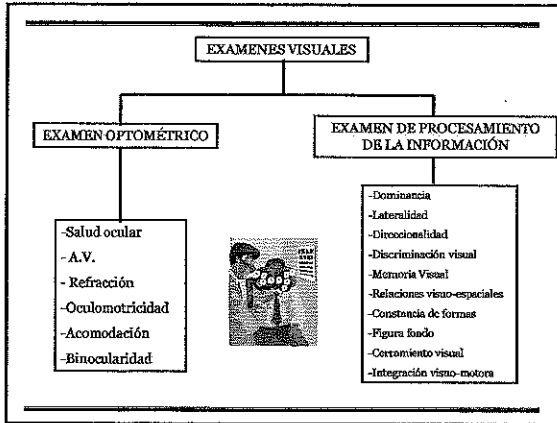 EXAMENES VISUALES
EXAMEN OPTOMÉTRICO
-Salud ocular
-A.V.
- Refracción
-Oculomotricidad
-Acomodación
-Binocularidad
EXAMEN DE PROCESAMIENTO
DE LA INFORMACIÓN
-Dominancia
-Lateralidad
-Direccionalidad
-Discriminación visual
-Memoria Visual
-Relaciones visuo-espaciales
-Constancia de formas
-Figura fondo
-Cerramiento visual
-Integración visuo-motora